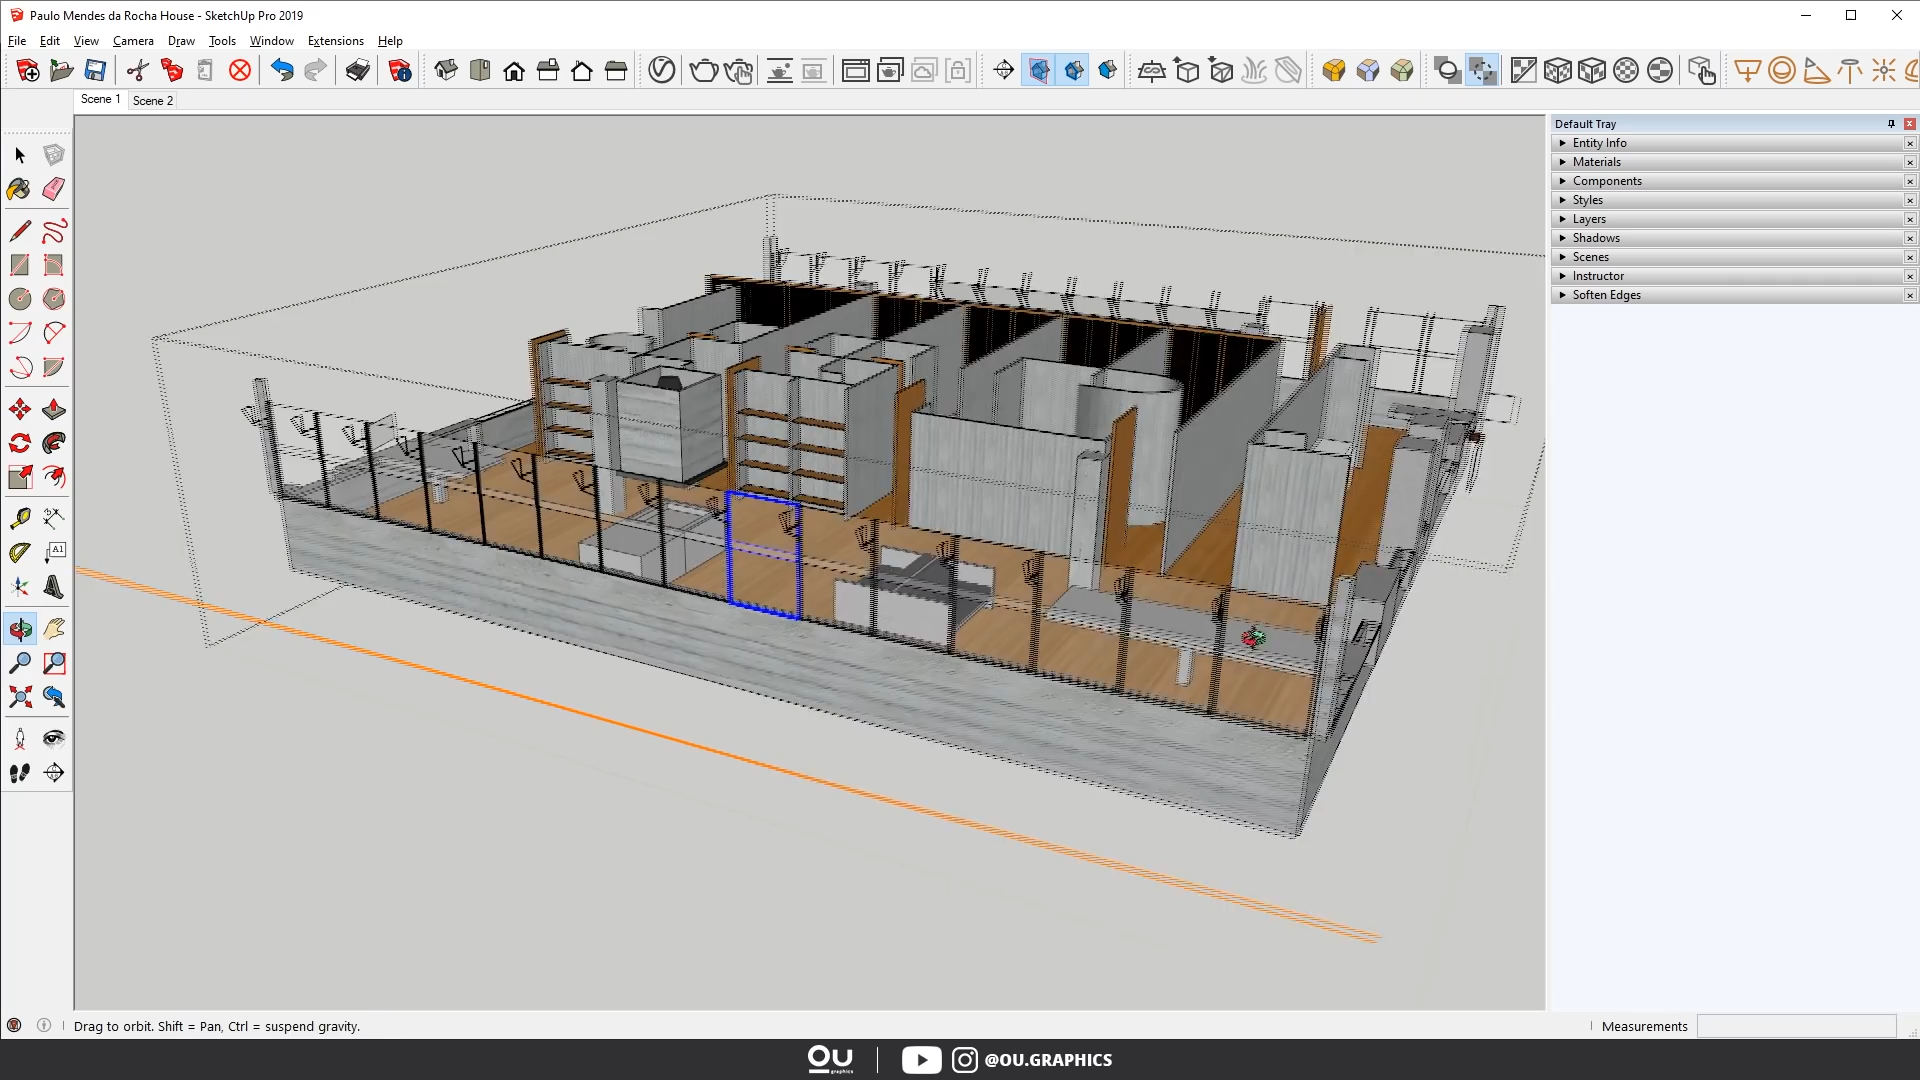 Paulo Mendes da Rocha House - SketchUp Pro 2019
File Edit View Camera Draw Tools Window Extensions Help
Scene 1 Scene 2
Default Tray
Entity Info
Materials
Components
Styles
Layers
Shadows
Scenes
Instructor
Soften Edges
A1
Drag to orbit. Shift = Pan, Ctrl = suspend gravity.
Measurements
OU graphics @OU.GRAPHICS